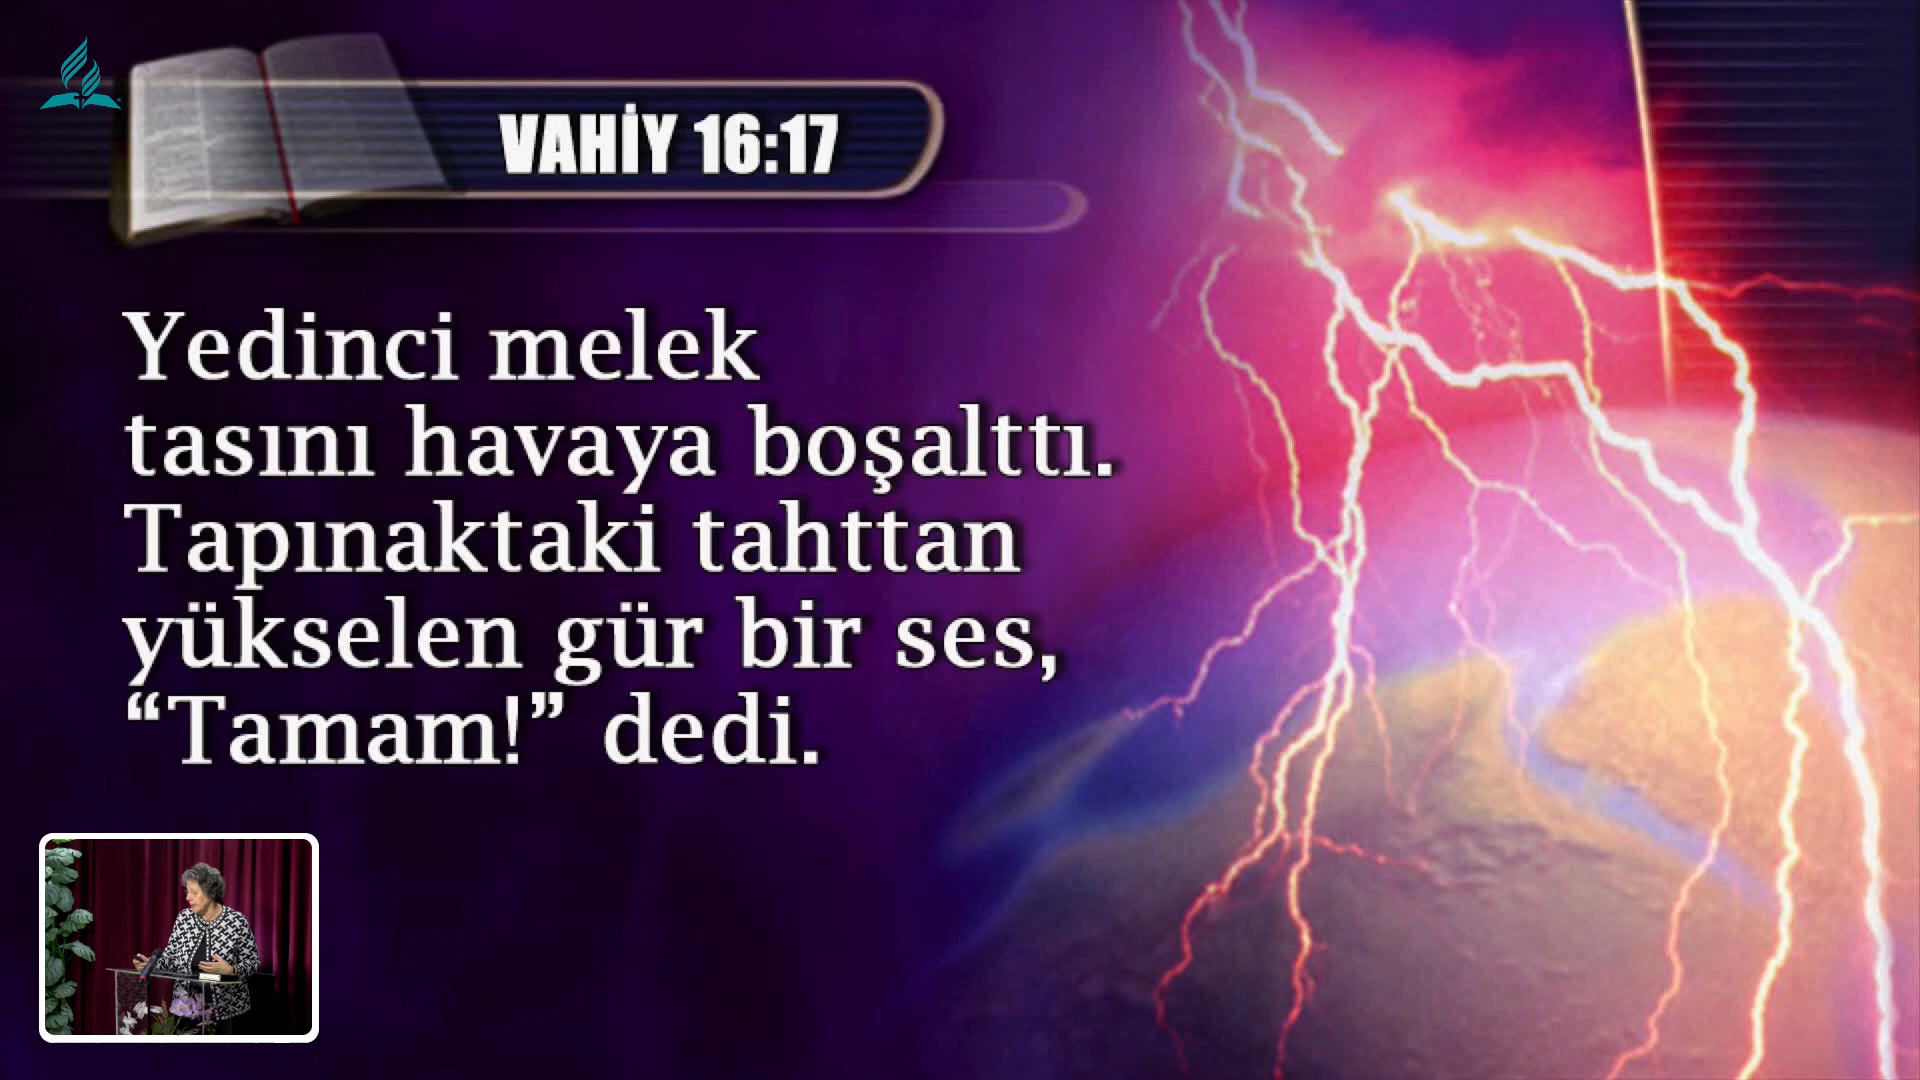 VAHİY 16:17
Yedinci melek
tasını havaya boşalttı.
Tapınaktaki tahttan
yükselen gür bir ses,
“Tamam!” dedi.